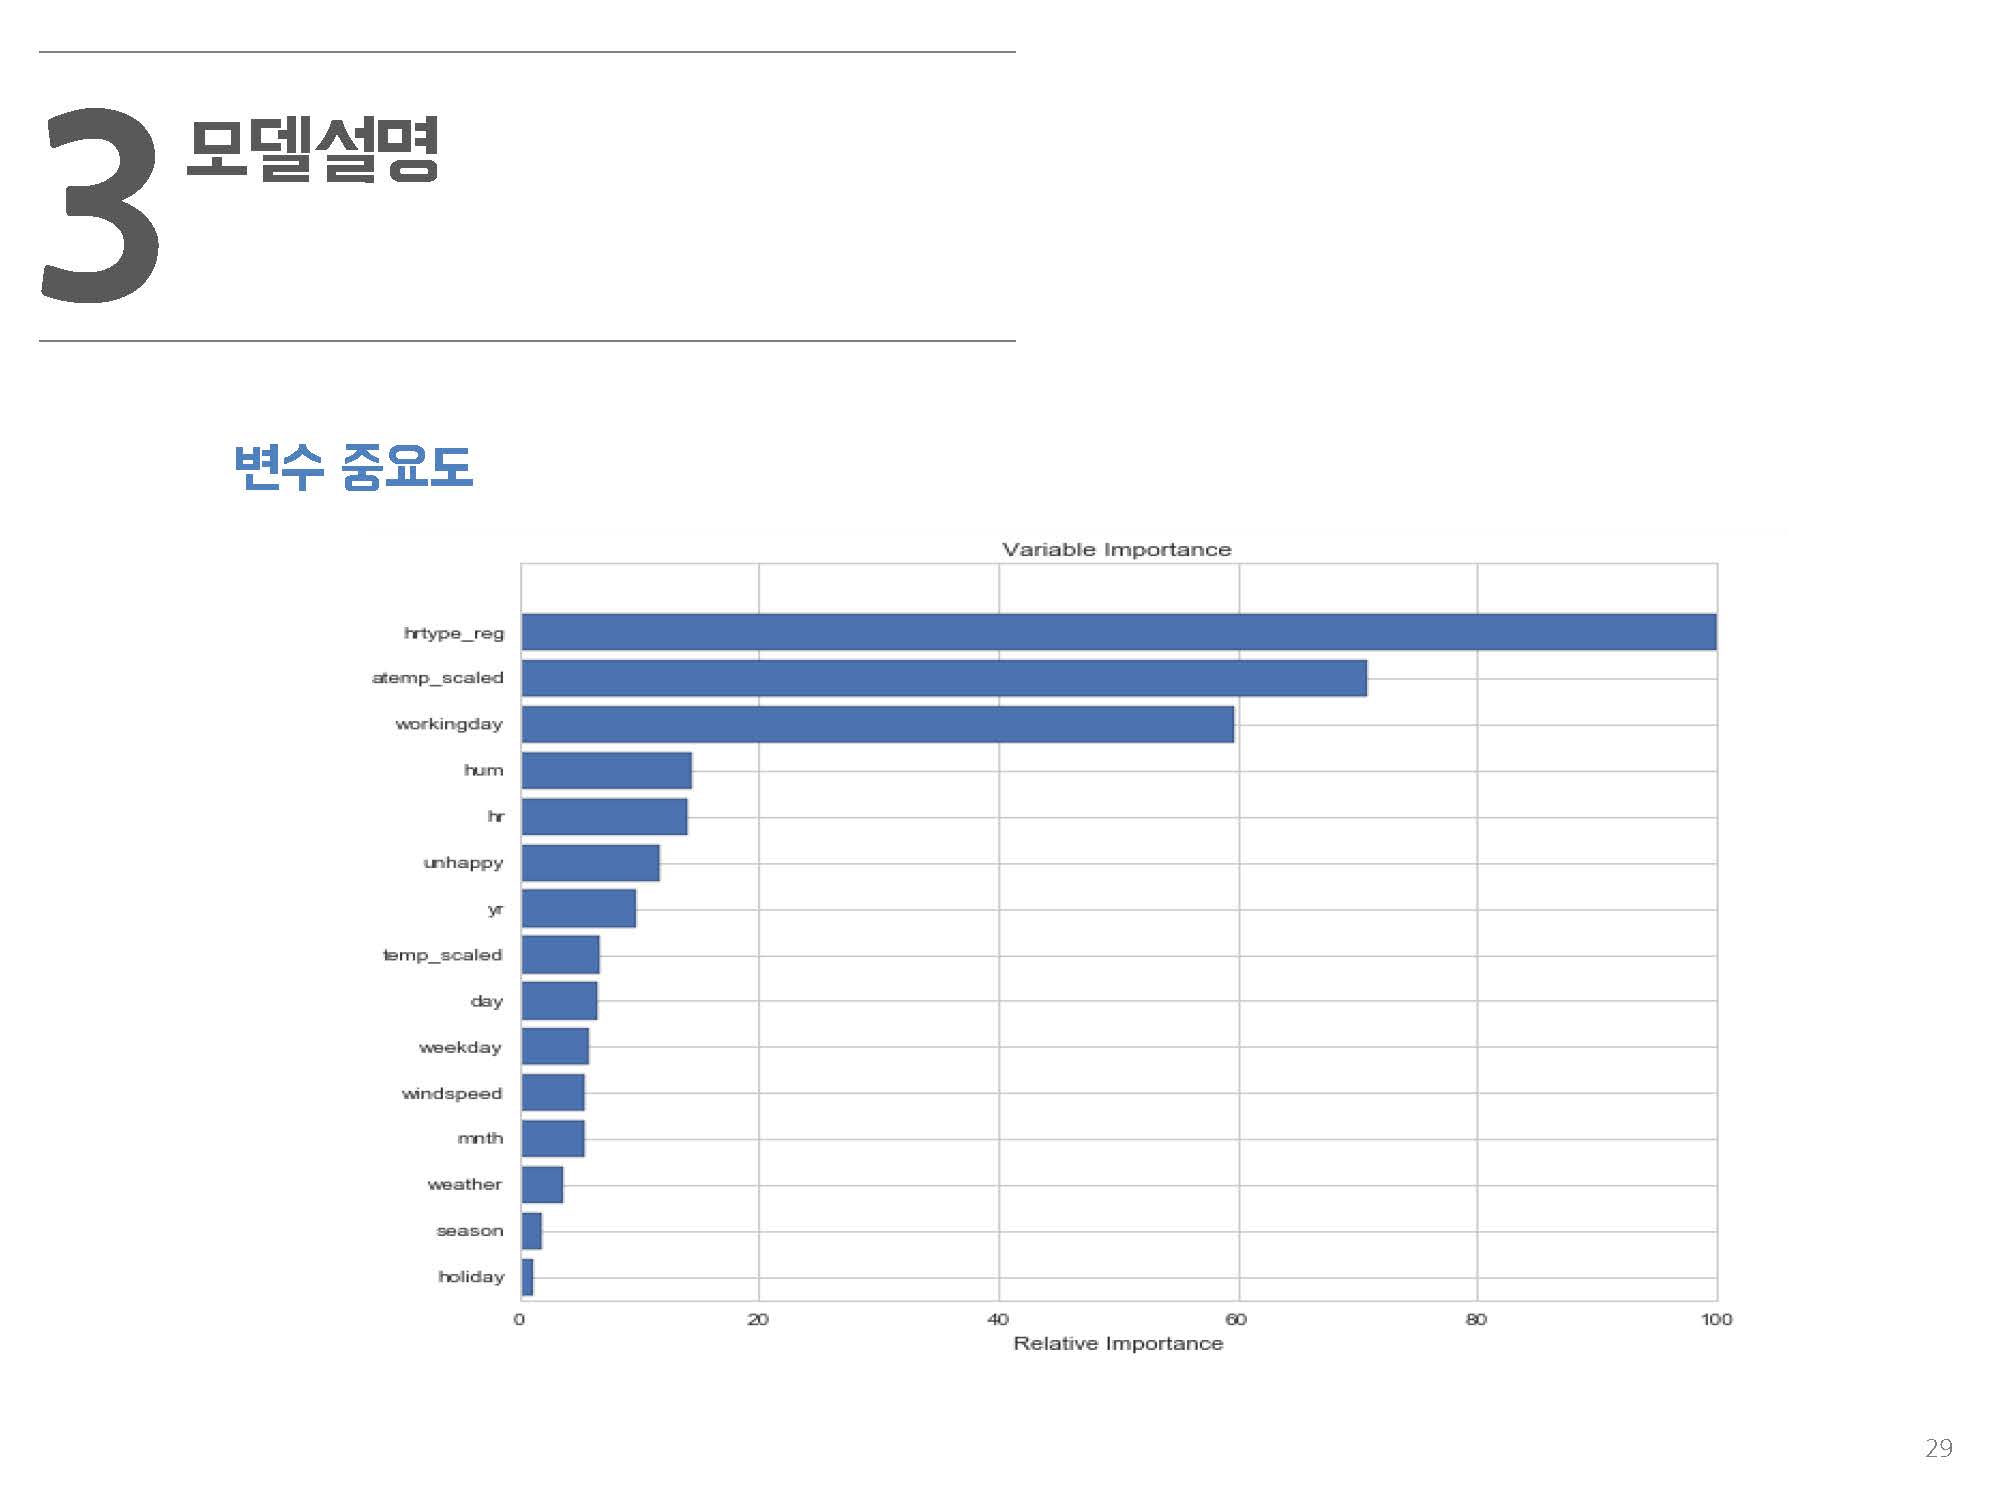 3 모델설명
변수 중요도
Variable Importance
hrtype_reg
atemp_scaled
workingday
hum
hr
unhappy
yr
temp_scaled
day
weekday
windspeed
mnth
weather
season
holiday
0 20 40 60 80 100
Relative Importance
29